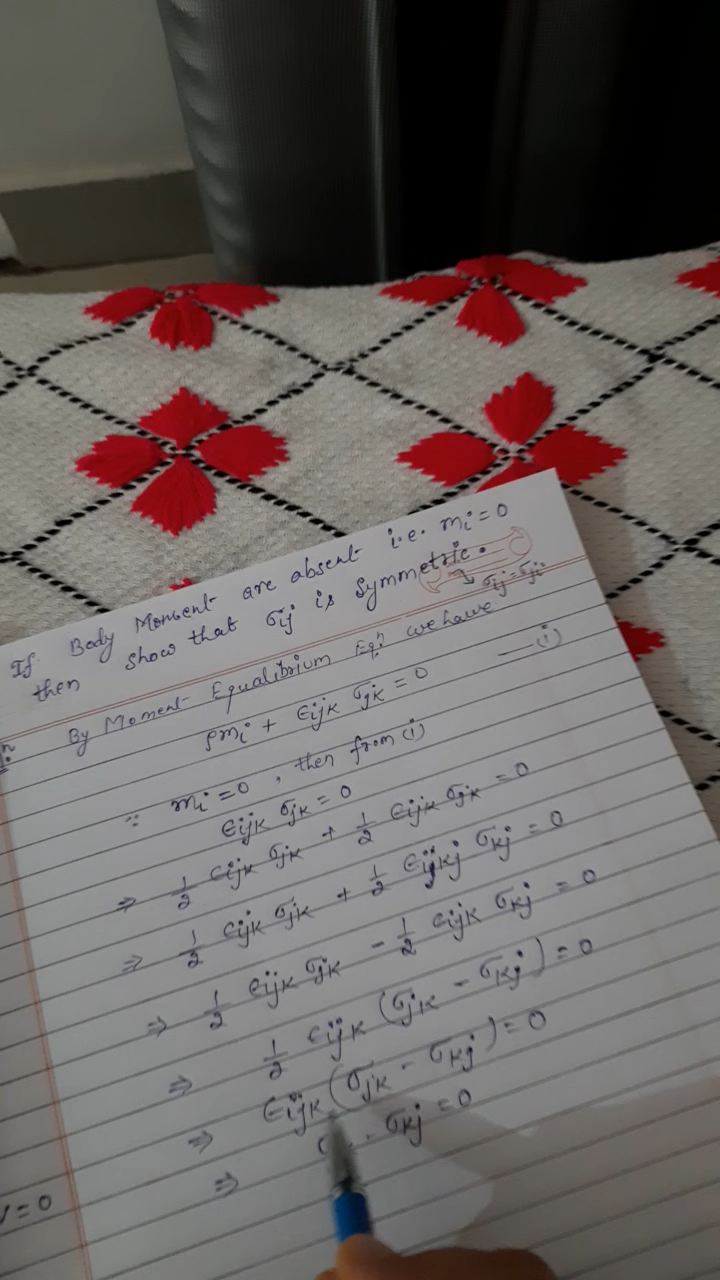 If Body Moment are absent i.e. mi = 0
then show that σij is symmetric.
→ σij = σji
By Moment Equilibrium Eqn we have
ρmi + ϵijk σjk = 0 —(i)
∵ mi = 0, then from (i)
ϵijk σjk = 0
⇒ 1/2 ϵijk σjk + 1/2 ϵijk σjk = 0
⇒ 1/2 ϵijk σjk + 1/2 ϵikj σkj = 0
⇒ 1/2 ϵijk σjk - 1/2 ϵijk σkj = 0
⇒ 1/2 ϵijk (σjk - σkj) = 0
⇒ ϵijk (σjk - σkj) = 0
⇒ - σkj = 0
= 0